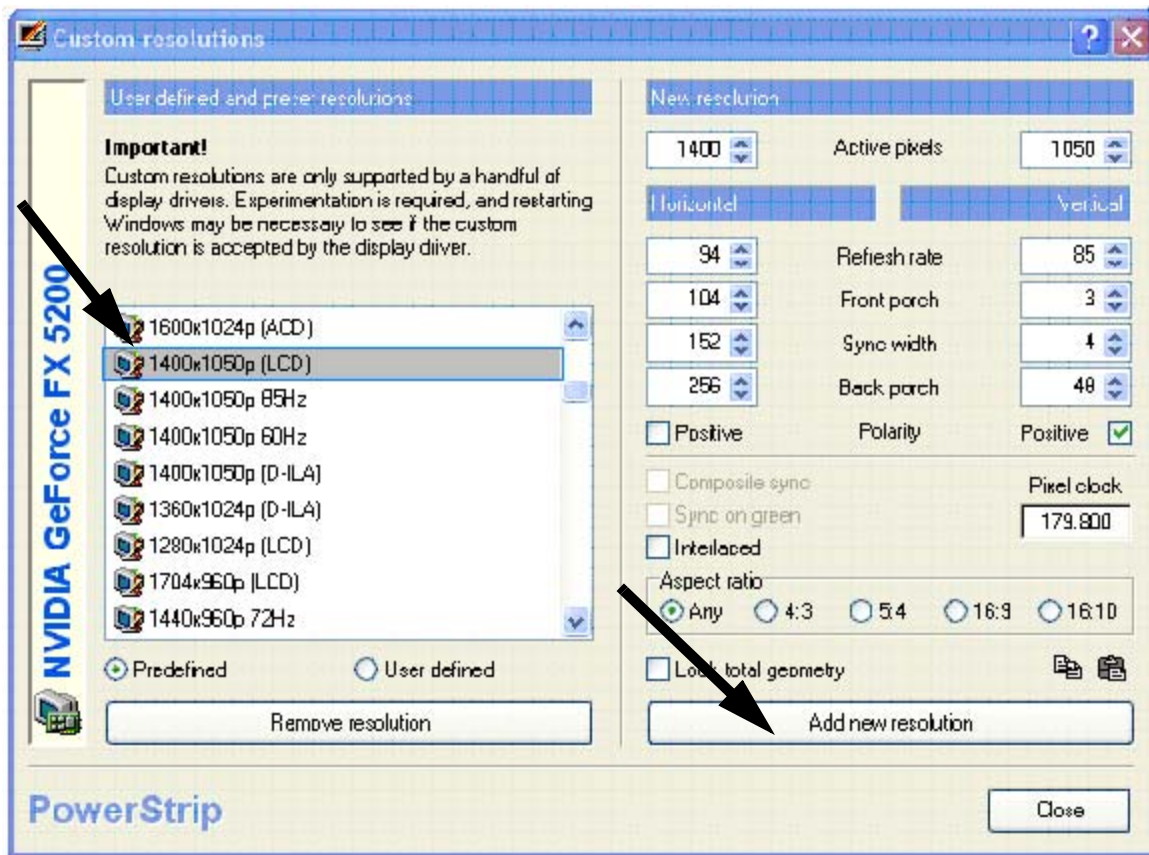 Custom resolutions
NVIDIA GeForce FX 5200
User defined and preset resolutions
Important!
Custom resolutions are only supported by a handful of
display drivers. Experimentation is required, and restarting
Windows may be necessary to see if the custom
resolution is accepted by the display driver.
1600x1024p (ACD)
1400x1050p (LCD)
1400x1050p 85Hz
1400x1050p 60Hz
1400x1050p (D-ILA)
1360x1024p (D-ILA)
1280x1024p (LCD)
1704x960p (LCD)
1440x960p 72Hz
Predefined User defined
Remove resolution
New resolution
1400 Active pixels 1050
Horizontal Vertical
94 Refresh rate 85
104 Front porch 3
152 Sync width 4
256 Back porch 48
Positive Polarity Positive
Composite sync Pixel clock
Sync on green 179.800
Interlaced
Aspect ratio
Any 4:3 5:4 16:9 16:10
Lock total geometry
Add new resolution
PowerStrip
Close